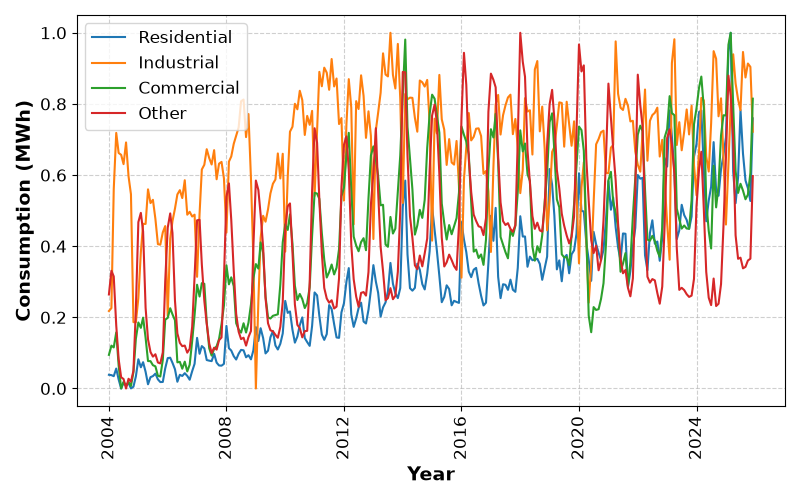 Residential
Industrial
Commercial
Other
Consumption (MWh)
1.0
0.8
0.6
0.4
0.2
0.0
2004
2008
2012
2016
2020
2024
Year